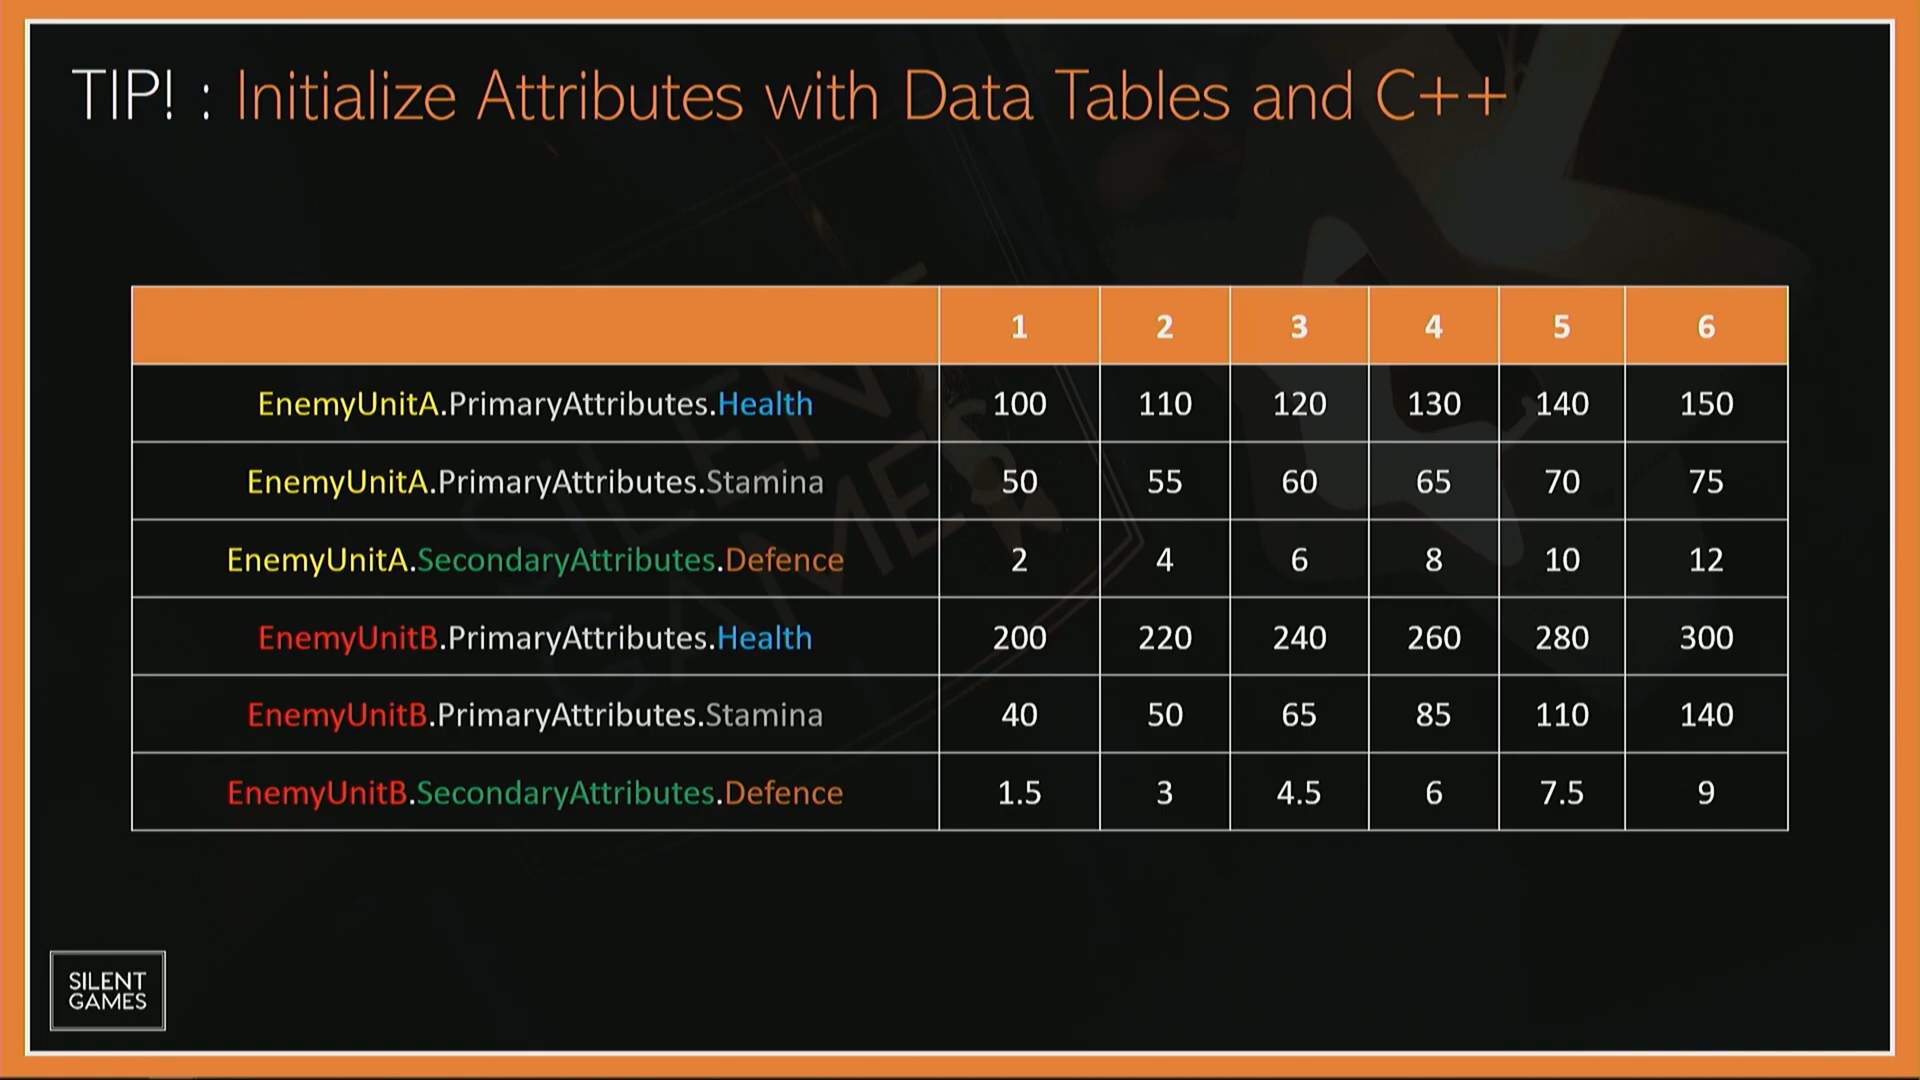 TIP! : Initialize Attributes with Data Tables and C++
1 2 3 4 5 6
EnemyUnitA.PrimaryAttributes.Health 100 110 120 130 140 150
EnemyUnitA.PrimaryAttributes.Stamina 50 55 60 65 70 75
EnemyUnitA.SecondaryAttributes.Defence 2 4 6 8 10 12
EnemyUnitB.PrimaryAttributes.Health 200 220 240 260 280 300
EnemyUnitB.PrimaryAttributes.Stamina 40 50 65 85 110 140
EnemyUnitB.SecondaryAttributes.Defence 1.5 3 4.5 6 7.5 9
SILENT
GAMES
SILENT
GAMES